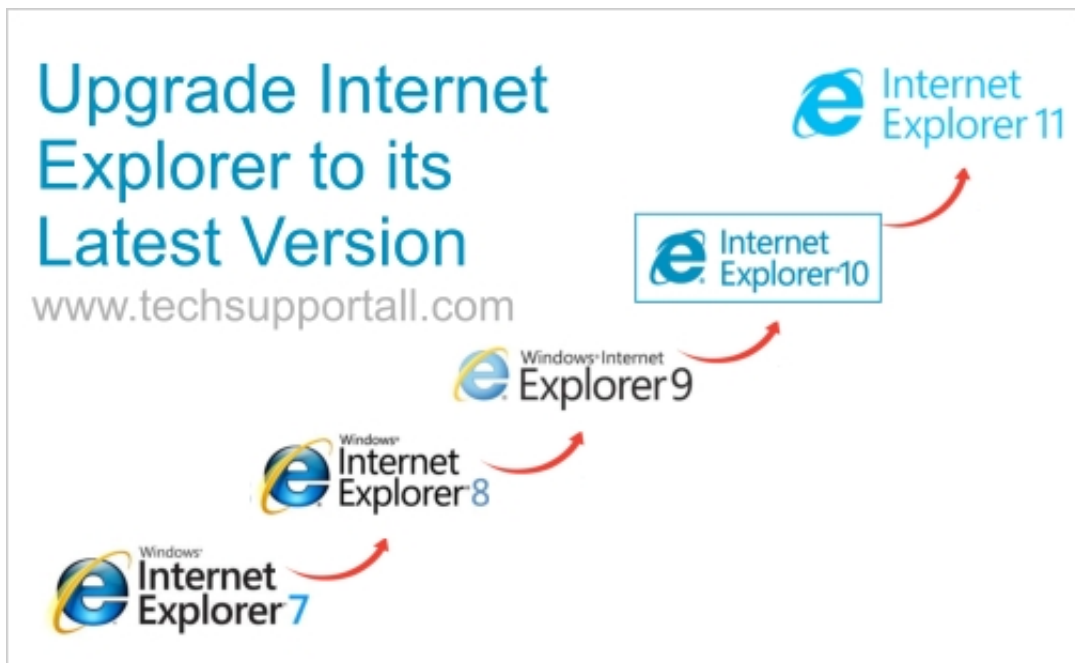 Upgrade Internet
Explorer to its
Latest Version
www.techsupportall.com
Internet
Explorer 11
Internet
Explorer 10
Windows Internet
Explorer 9
Windows
Internet
Explorer 8
Windows
Internet
Explorer 7